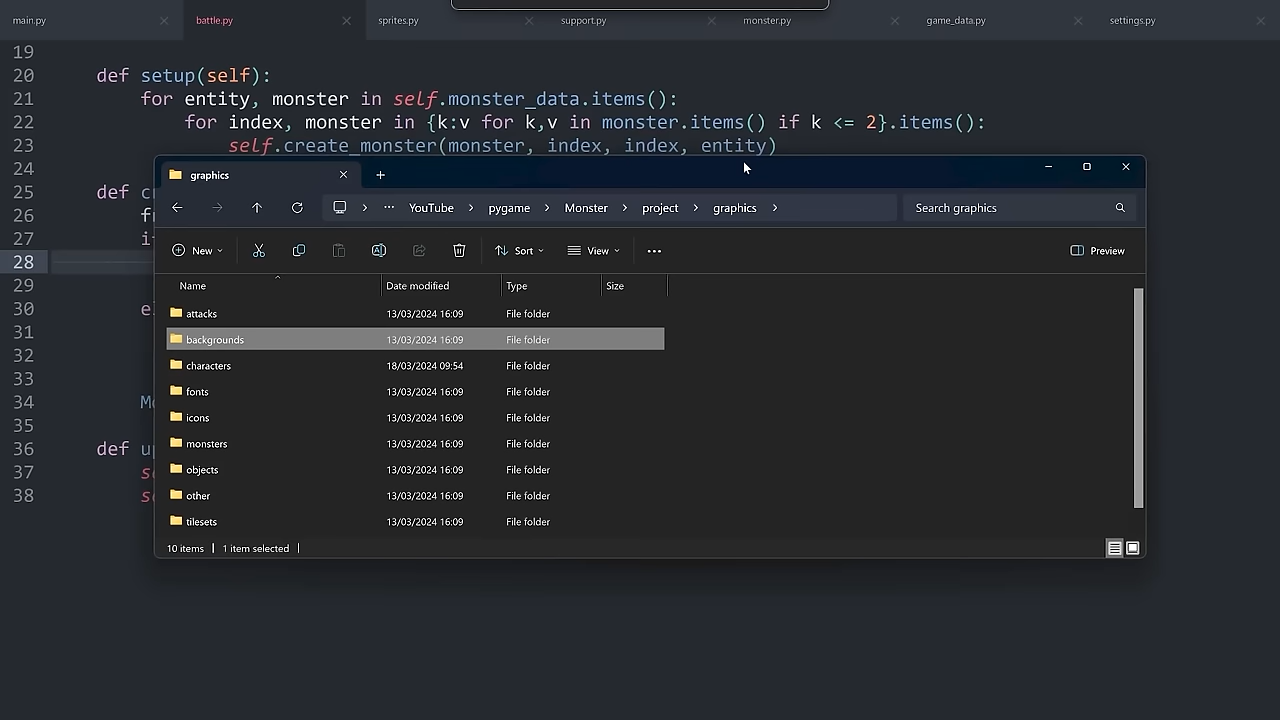 main.py battle.py sprites.py support.py monster.py game_data.py settings.py
19
20 def setup(self):
21 for entity, monster in self.monster_data.items():
22 for index, monster in {k:v for k,v in monster.items() if k <= 2}.items():
23 self.create_monster(monster, index, index, entity)
24
25 def c
26 f
27 i
28
29
30 e
31
32
33
34 M
35
36 def u
37 s
38 s
graphics
YouTube pygame Monster project graphics Search graphics
New Sort View Preview
Name Date modified Type Size
attacks 13/03/2024 16:09 File folder
backgrounds 13/03/2024 16:09 File folder
characters 18/03/2024 09:54 File folder
fonts 13/03/2024 16:09 File folder
icons 13/03/2024 16:09 File folder
monsters 13/03/2024 16:09 File folder
objects 13/03/2024 16:09 File folder
other 13/03/2024 16:09 File folder
tilesets 13/03/2024 16:09 File folder
10 items 1 item selected